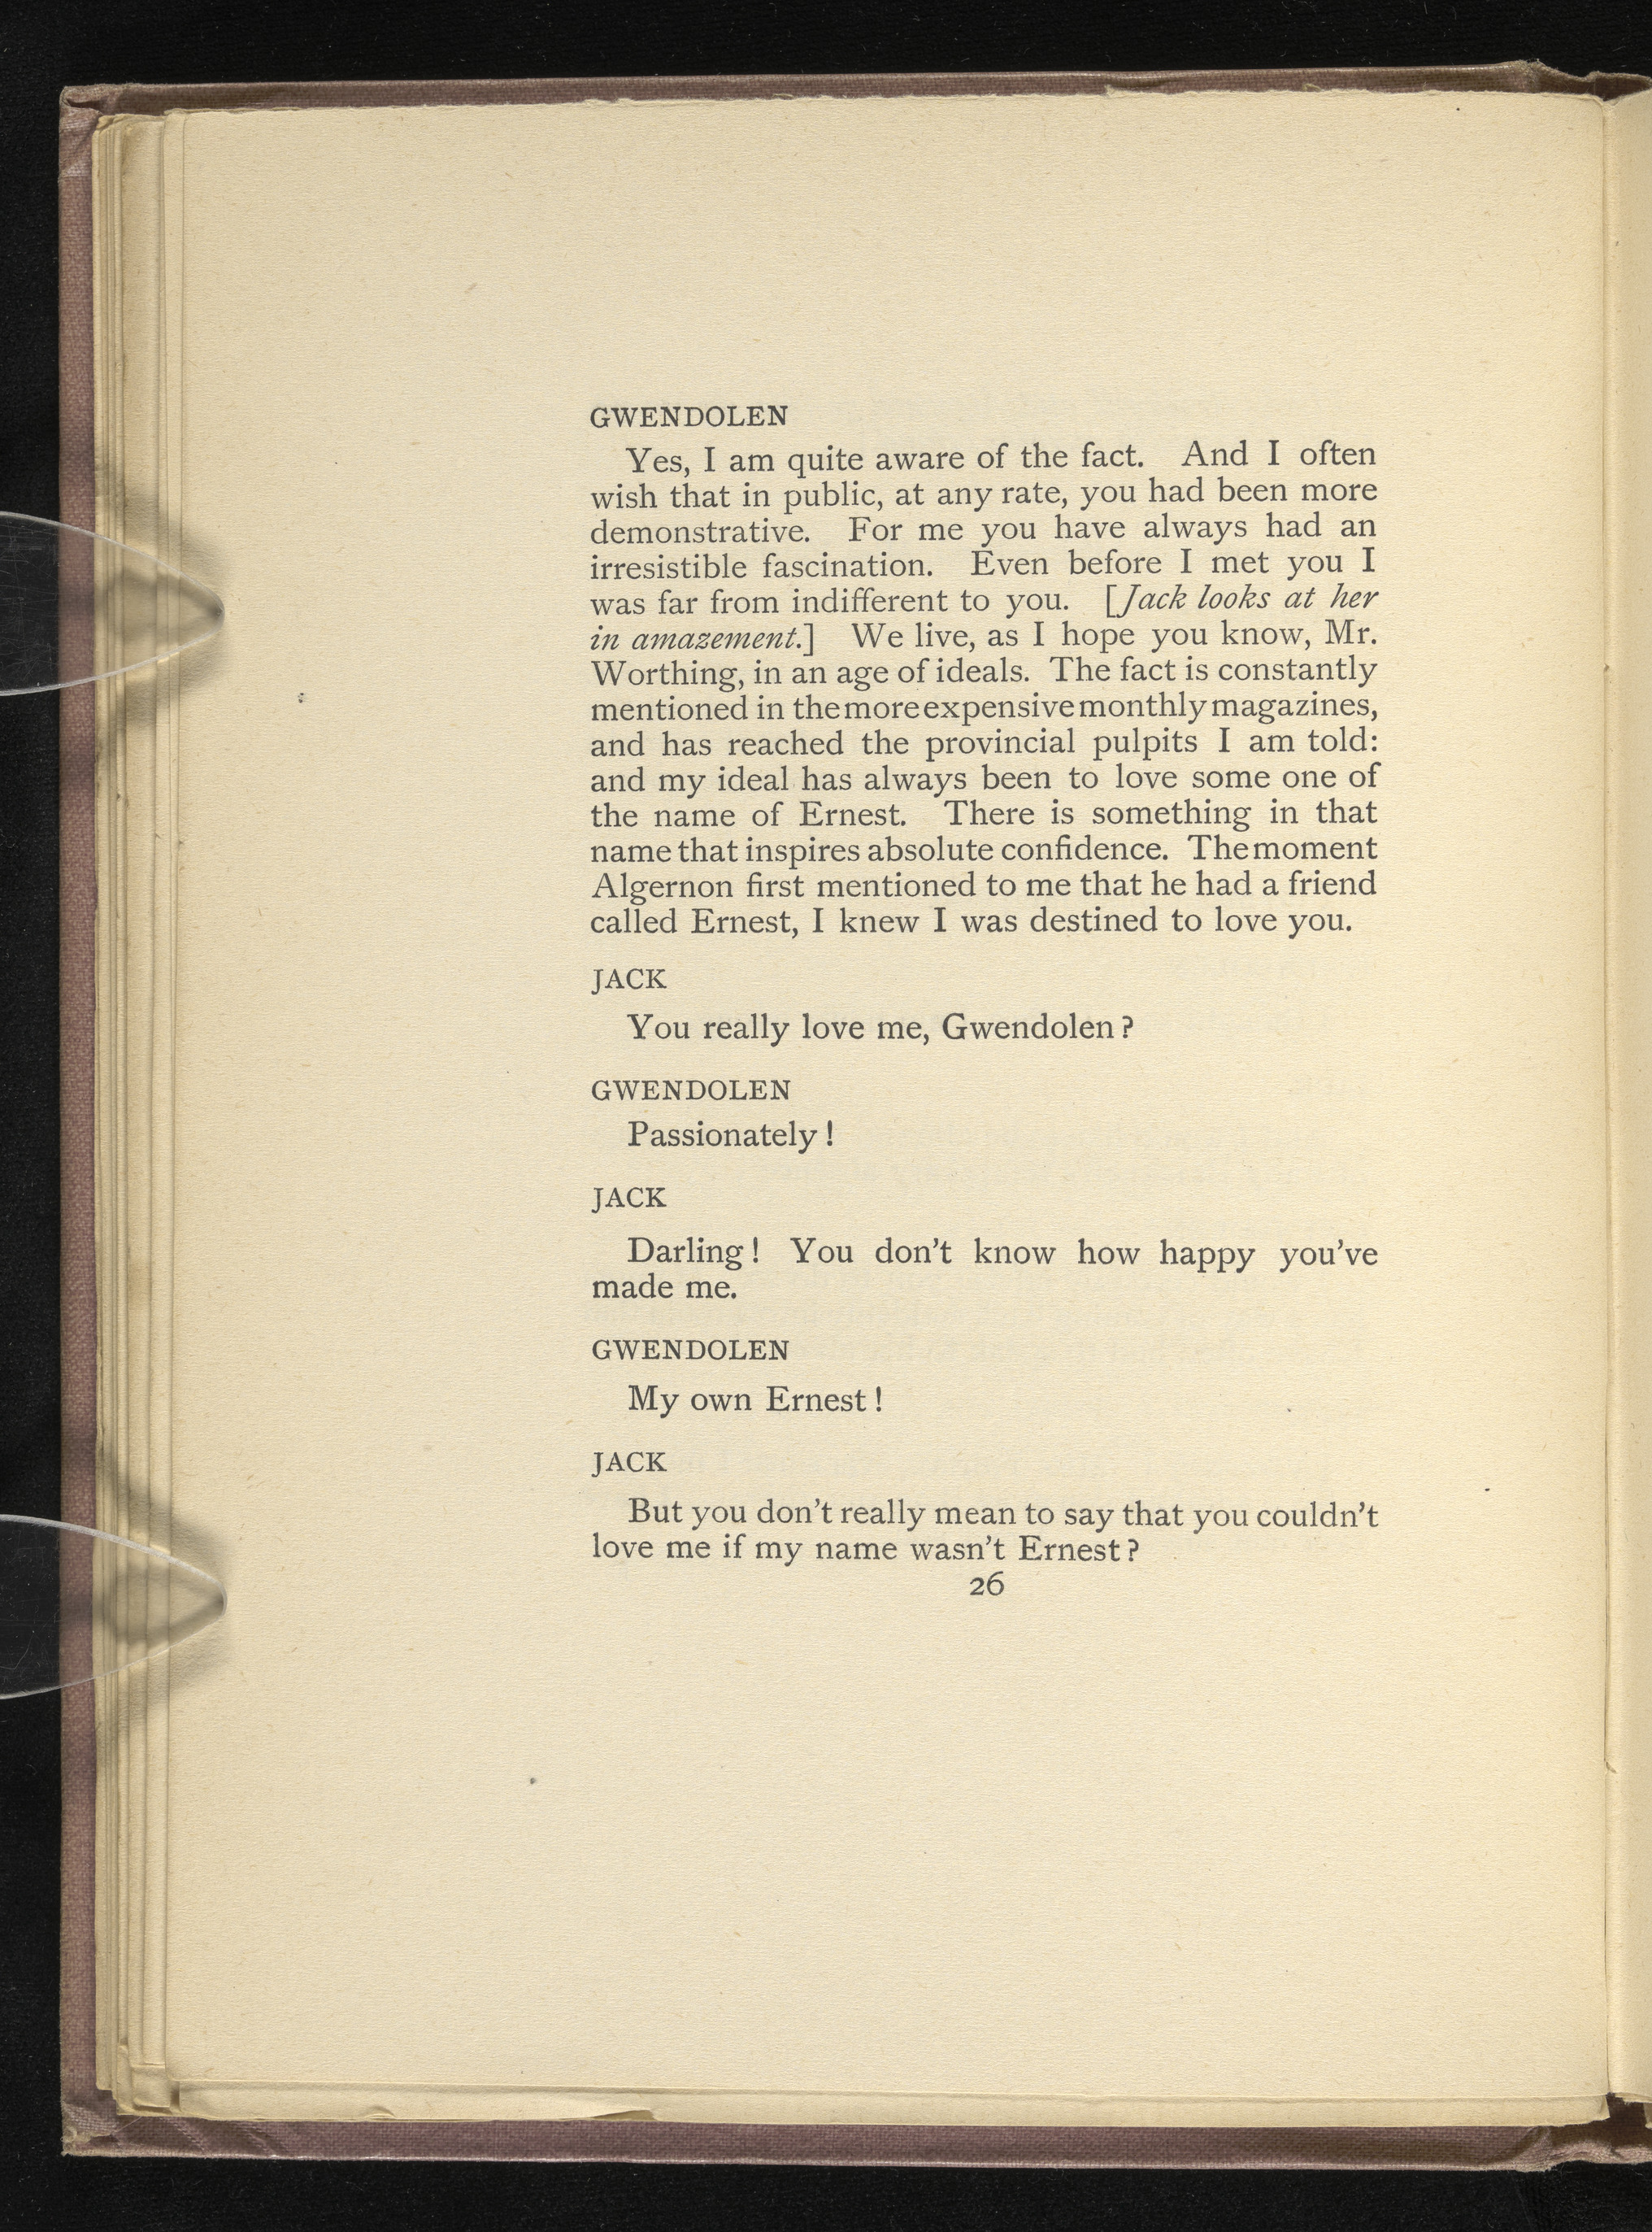 GWENDOLEN
Yes, I am quite aware of the fact. And I often
wish that in public, at any rate, you had been more
demonstrative. For me you have always had an
irresistible fascination. Even before I met you I
was far from indifferent to you. [Jack looks at her
in amazement.] We live, as I hope you know, Mr.
Worthing, in an age of ideals. The fact is constantly
mentioned in the more expensive monthly magazines,
and has reached the provincial pulpits I am told:
and my ideal has always been to love some one of
the name of Ernest. There is something in that
name that inspires absolute confidence. The moment
Algernon first mentioned to me that he had a friend
called Ernest, I knew I was destined to love you.
JACK
You really love me, Gwendolen?
GWENDOLEN
Passionately!
JACK
Darling! You don't know how happy you've
made me.
GWENDOLEN
My own Ernest!
JACK
But you don't really mean to say that you couldn't
love me if my name wasn't Ernest?
26